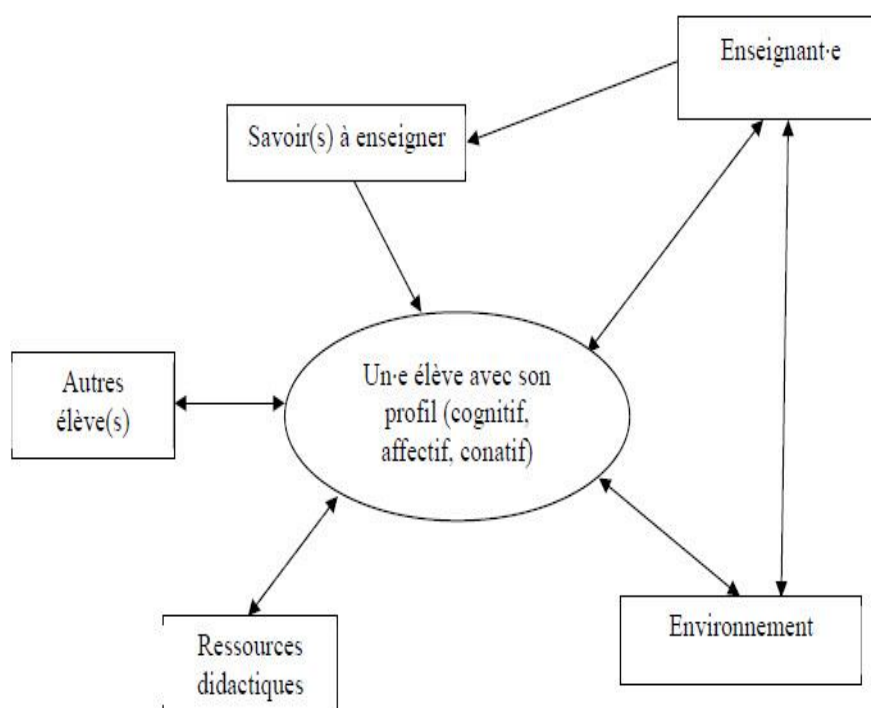 Enseignant·e
Savoir(s) à enseigner
Un·e élève avec son
profil (cognitif,
affectif, conatif)
Autres
élève(s)
Ressources
didactiques
Environnement